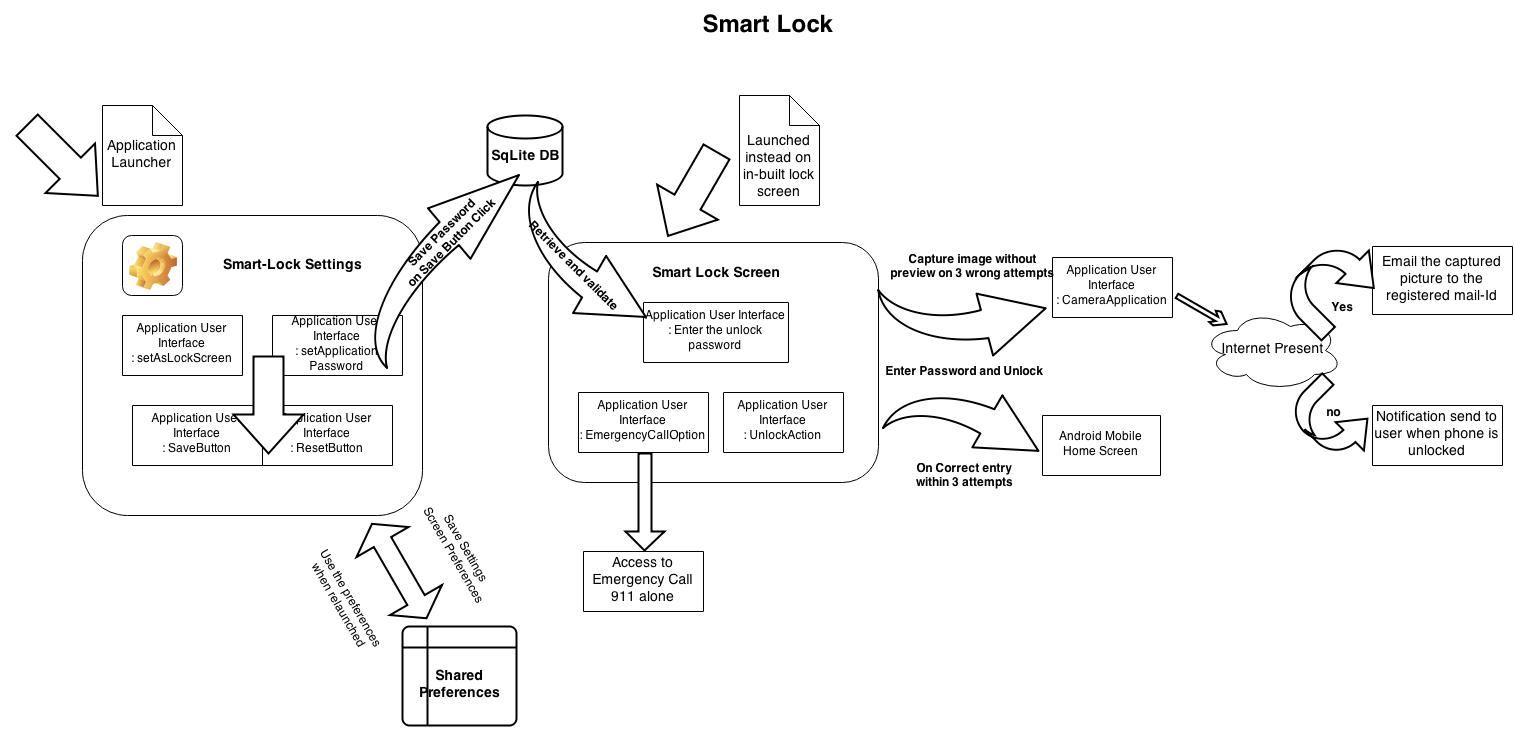 Smart Lock
Application
Launcher
SqLite DB
Launched
instead on
in-built lock
screen
Smart-Lock Settings
Application User
Interface
: setAsLockScreen
Application User
Interface
: setApplication
Password
Application User
Interface
: SaveButton
Application User
Interface
: ResetButton
Save Password
on Save Button Click
Retrieve and validate
Smart Lock Screen
Application User Interface
: Enter the unlock
password
Application User
Interface
: EmergencyCallOption
Application User
Interface
: UnlockAction
Access to
Emergency Call
911 alone
Capture image without
preview on 3 wrong attempts
Application User
Interface
: CameraApplication
Enter Password and Unlock
On Correct entry
within 3 attempts
Android Mobile
Home Screen
Internet Present
Yes
Email the captured
picture to the
registered mail-Id
no
Notification send to
user when phone is
unlocked
Save Settings
Screen Preferences
Use the preferences
when relaunched
Shared
Preferences